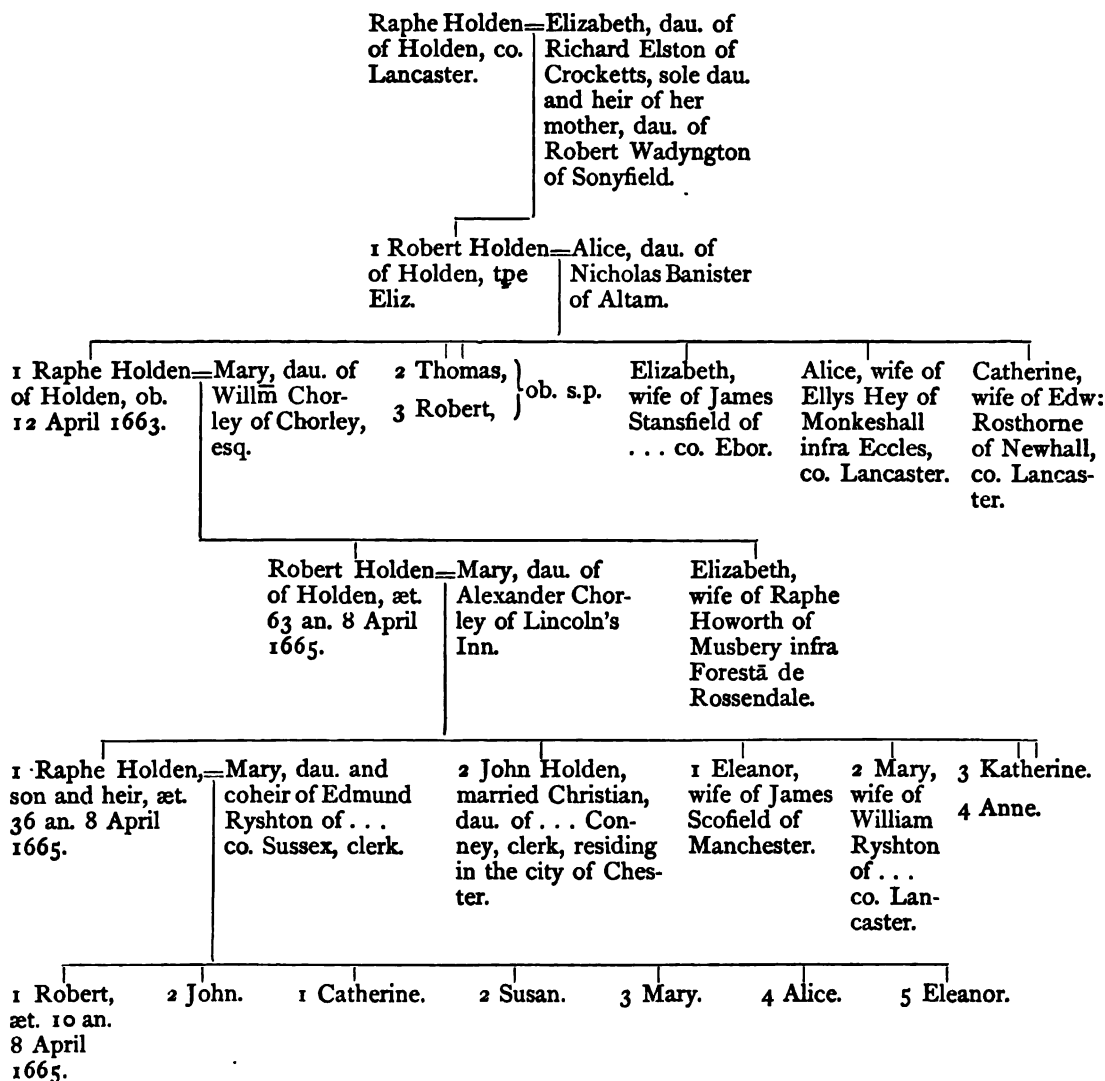 Raphe Holden=Elizabeth, dau. of
of Holden, co. Richard Elston of
Lancaster. Crocketts, sole dau.
and heir of her
mother, dau. of
Robert Wadyngton
of Sonyfield.
1 Robert Holden=Alice, dau. of
of Holden, tpe Nicholas Banister
Eliz. of Altam.
1 Raphe Holden=Mary, dau. of
of Holden, ob. Willm̄ Chor-
12 April 1663. ley of Chorley,
esq.
2 Thomas,
3 Robert,
} ob. s.p.
Elizabeth,
wife of James
Stansfield of
... co. Ebor.
Alice, wife of
Ellys Hey of
Monkeshall
infra Eccles,
co. Lancaster.
Catherine,
wife of Edw:
Rosthorne
of Newhall,
co. Lancas-
ter.
Robert Holden=Mary, dau. of
of Holden, æt. Alexander Chor-
63 an. 8 April ley of Lincoln's
1665. Inn.
Elizabeth,
wife of Raphe
Howorth of
Musbery infra
Forestā de
Rossendale.
1 Raphe Holden,=Mary, dau. and
son and heir, æt. coheir of Edmund
36 an. 8 April Ryshton of ...
1665. co. Sussex, clerk.
2 John Holden,
married Christian,
dau. of ... Con-
ney, clerk, residing
in the city of Ches-
ter.
1 Eleanor,
wife of James
Scofield of
Manchester.
2 Mary,
wife of
William
Ryshton
of ...
co. Lan-
caster.
3 Katherine.
4 Anne.
1 Robert,
æt. 10 an.
8 April
1665.
2 John.
1 Catherine.
2 Susan.
3 Mary.
4 Alice.
5 Eleanor.